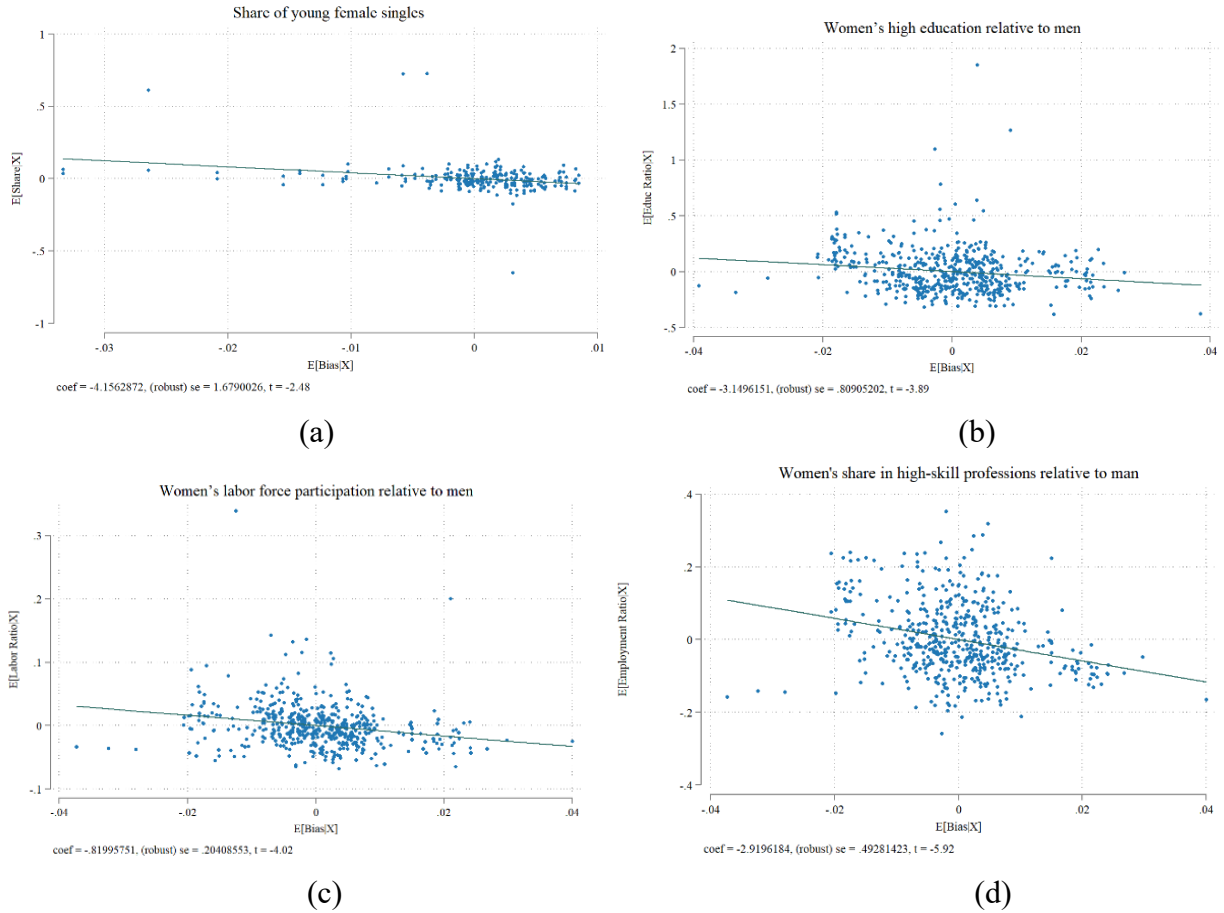 Share of young female singles
1
.5
0
-.5
-1
E[Share|X]
-.03
-.02
-.01
0
.01
E[Bias|X]
coef = -4.1562872, (robust) se = 1.6790026, t = -2.48
(a)
Women’s high education relative to men
2
1.5
1
.5
0
-.5
E[Educ Ratio|X]
-.04
-.02
0
.02
.04
E[Bias|X]
coef = -3.1496151, (robust) se = .80905202, t = -3.89
(b)
Women’s labor force participation relative to men
.3
.2
.1
0
-.1
E[Labor Ratio|X]
-.04
-.02
0
.02
.04
E[Bias|X]
coef = -.81995751, (robust) se = .20408553, t = -4.02
(c)
Women's share in high-skill professions relative to man
.4
.2
0
-.2
-.4
E[Employment Ratio|X]
-.04
-.02
0
.02
.04
E[Bias|X]
coef = -2.9196184, (robust) se = .49281423, t = -5.92
(d)